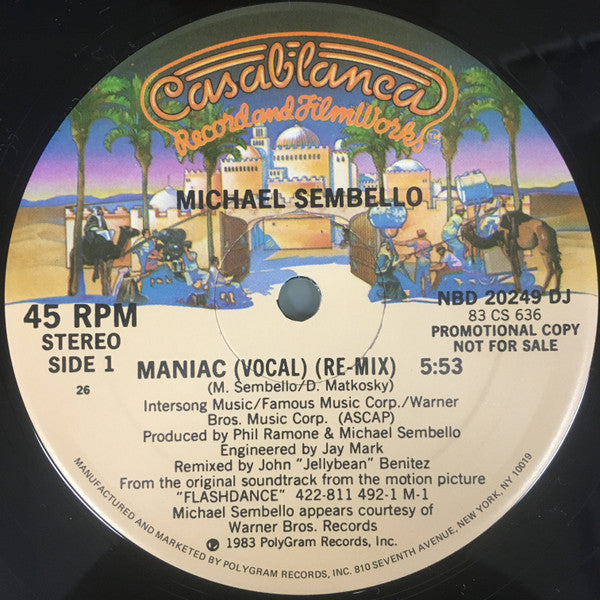 Casablanca
Record and FilmWorks
MICHAEL SEMBELLO
45 RPM
STEREO
SIDE 1
26
NBD 20249 DJ
83 CS 636
PROMOTIONAL COPY
NOT FOR SALE
MANIAC (VOCAL) (RE-MIX) 5:53
(M. Sembello/D. Matkosky)
Intersong Music/Famous Music Corp./Warner
Bros. Music Corp. (ASCAP)
Produced by Phil Ramone & Michael Sembello
Engineered by Jay Mark
Remixed by John "Jellybean" Benitez
From the original soundtrack from the motion picture
"FLASHDANCE" 422-811 492-1 M-1
Michael Sembello appears courtesy of
Warner Bros. Records
℗ 1983 PolyGram Records, Inc.
MANUFACTURED AND MARKETED BY POLYGRAM RECORDS, INC. 810 SEVENTH AVENUE, NEW YORK, NY 10019